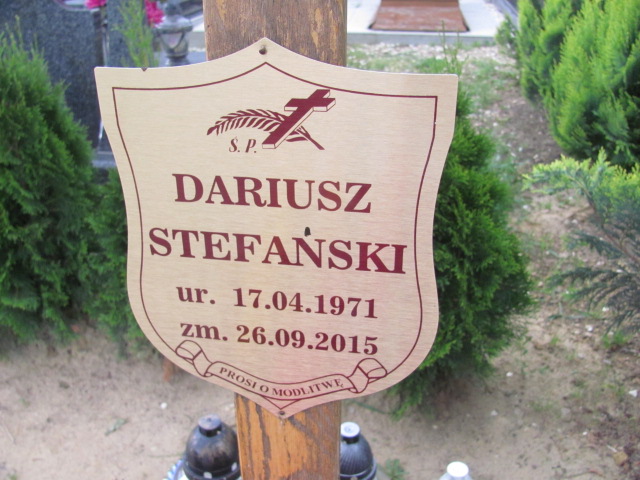 S. P.
DARIUSZ
STEFAŃSKI
ur. 17.04.1971
zm. 26.09.2015
PROSI O MODLITWĘ